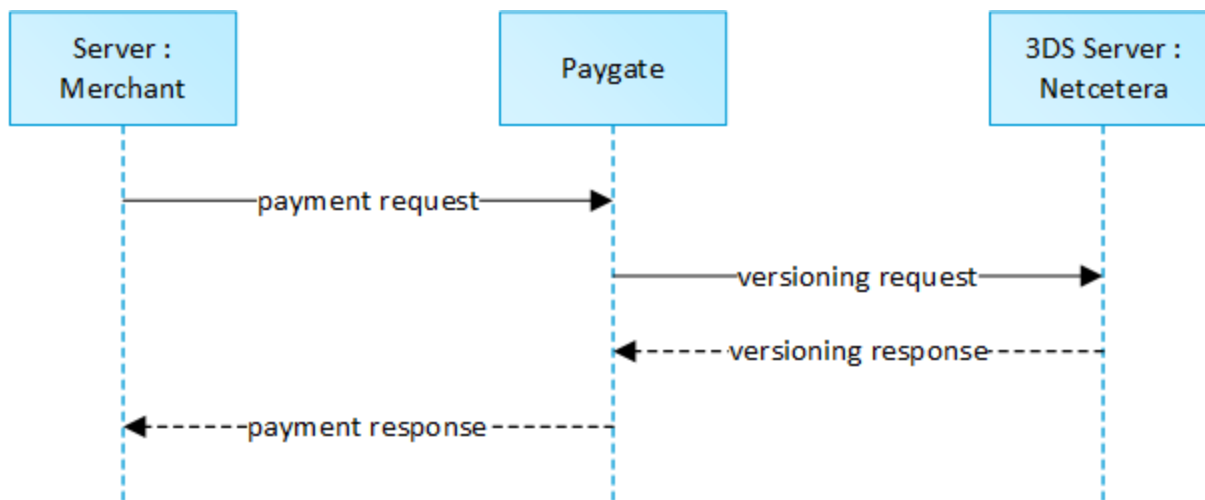 Server :
Merchant
Paygate
3DS Server :
Netcetera
payment request
versioning request
versioning response
payment response